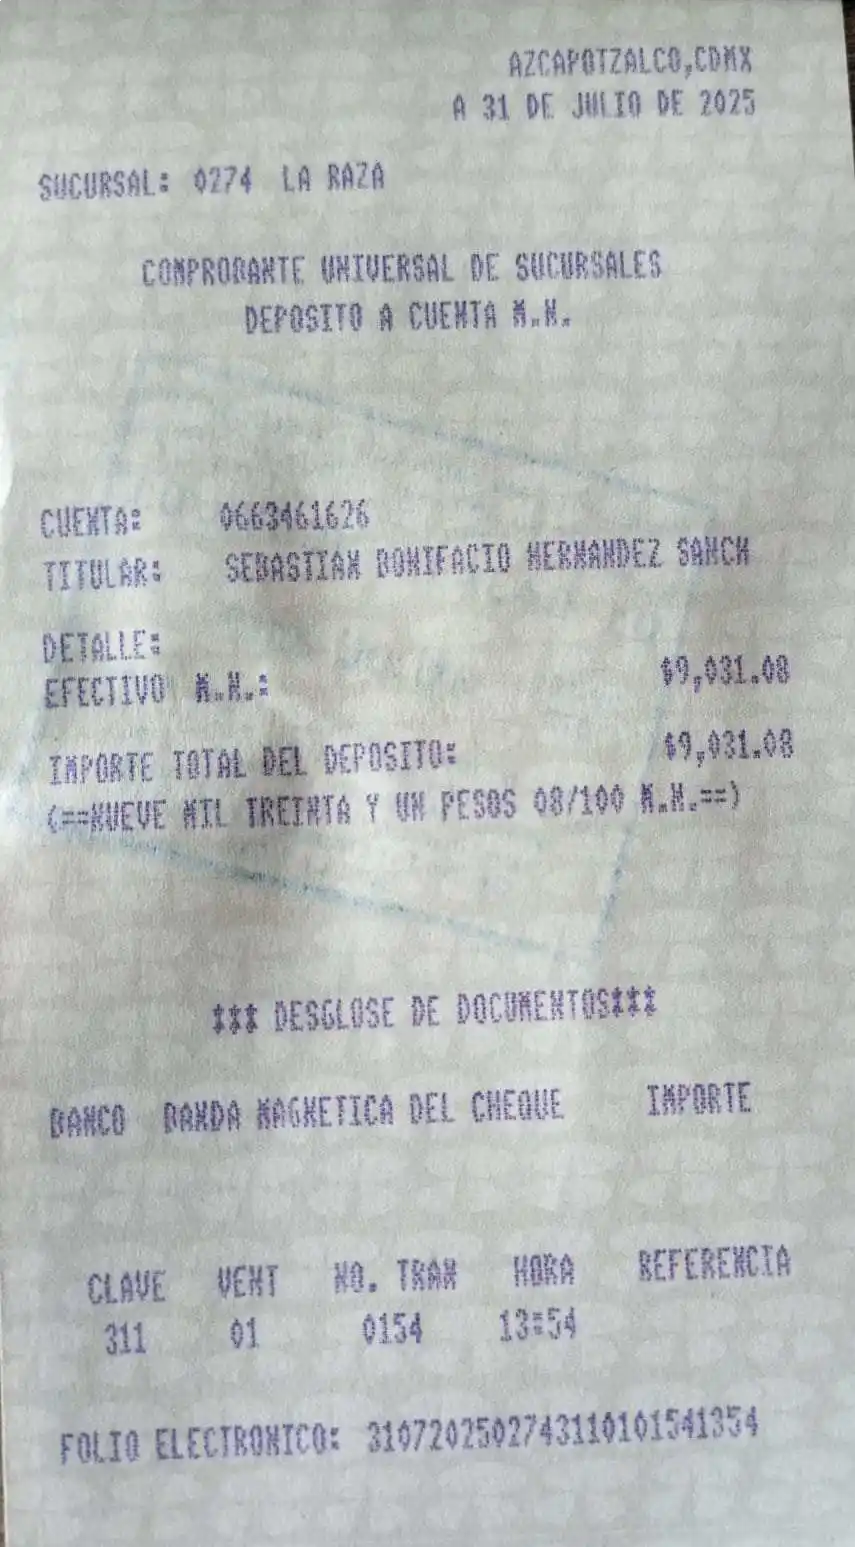 AZCAPOTZALCO,CDMX
A 31 DE JULIO DE 2025
SUCURSAL: 0274 LA RAZA
COMPROBANTE UNIVERSAL DE SUCURSALES
DEPOSITO A CUENTA M.N.
CUENTA: 0663461626
TITULAR: SEBASTIAN BONIFACIO HERNANDEZ SANCH
DETALLE:
EFECTIVO M.N.: $9,031.08
IMPORTE TOTAL DEL DEPOSITO: $9,031.08
(==NUEVE MIL TREINTA Y UN PESOS 08/100 M.N.==)
*** DESGLOSE DE DOCUMENTOS***
BANCO BANDA MAGNETICA DEL CHEQUE IMPORTE
CLAVE VENT NO. TRAN HORA REFERENCIA
311 01 0154 13:54
FOLIO ELECTRONICO: 3107202502743110101541354